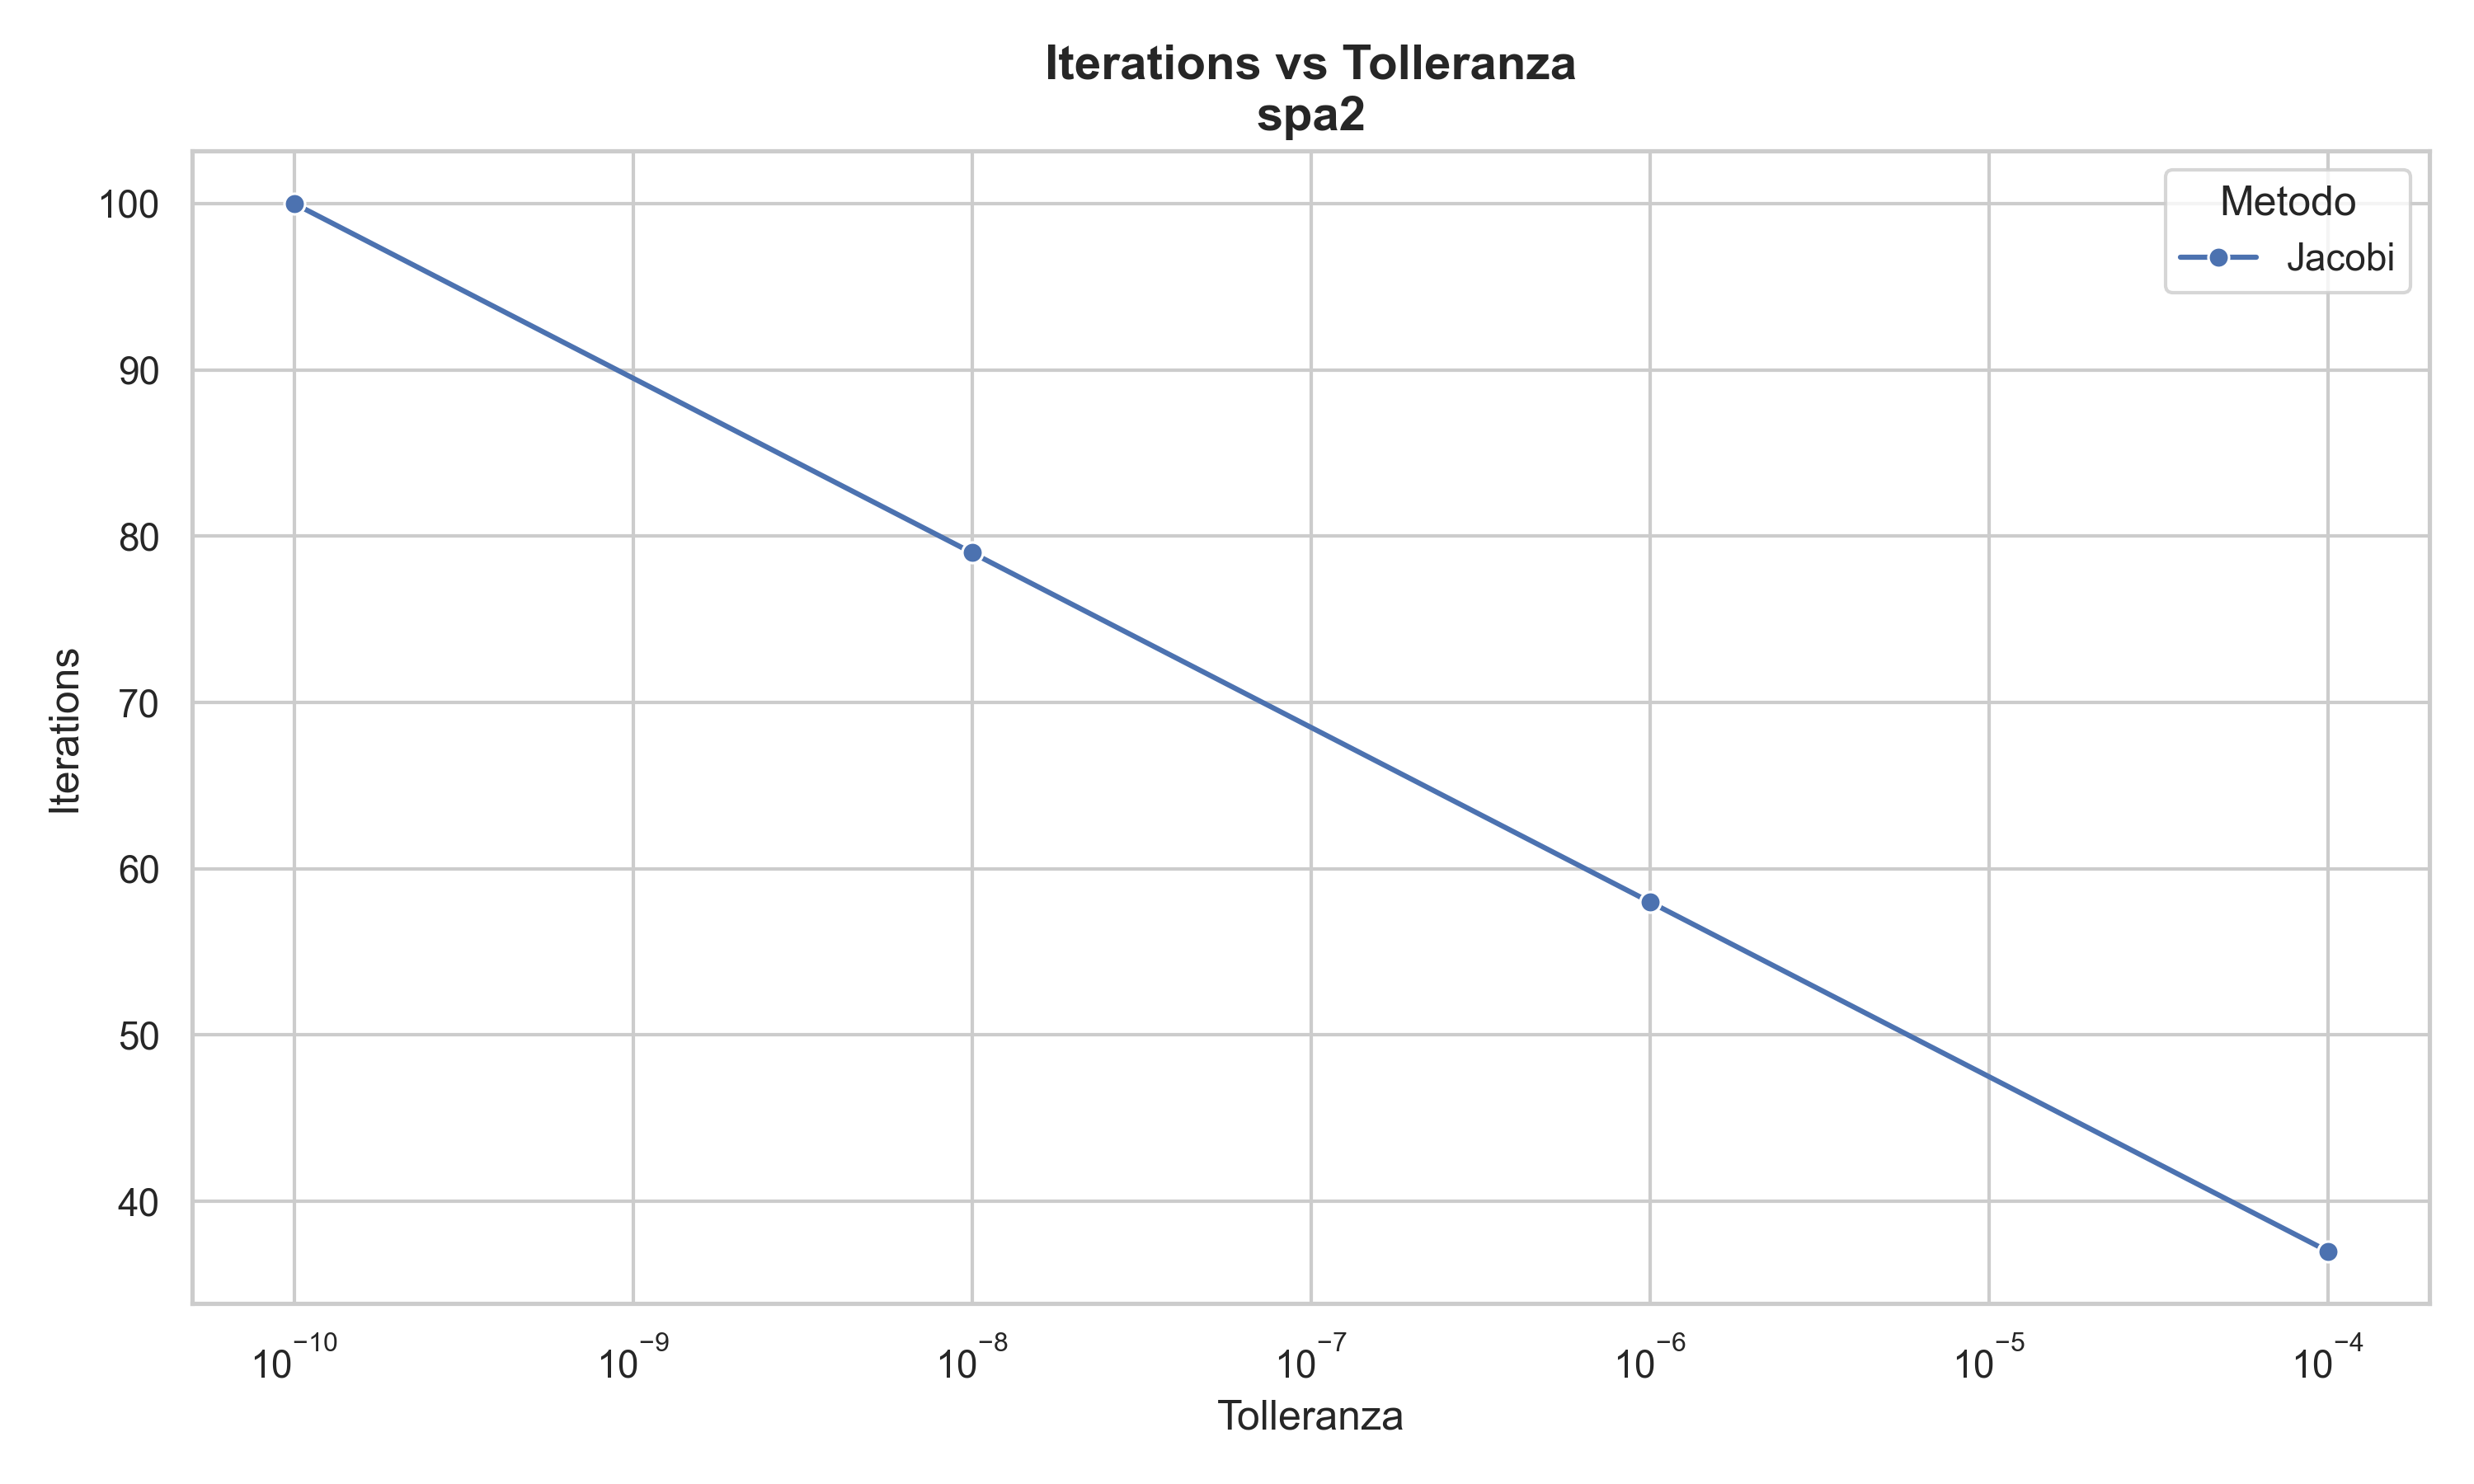 Iterations vs Tolleranza
spa2
Metodo
Jacobi
Iterations
100
90
80
70
60
50
40
10⁻¹⁰
10⁻⁹
10⁻⁸
10⁻⁷
10⁻⁶
10⁻⁵
10⁻⁴
Tolleranza